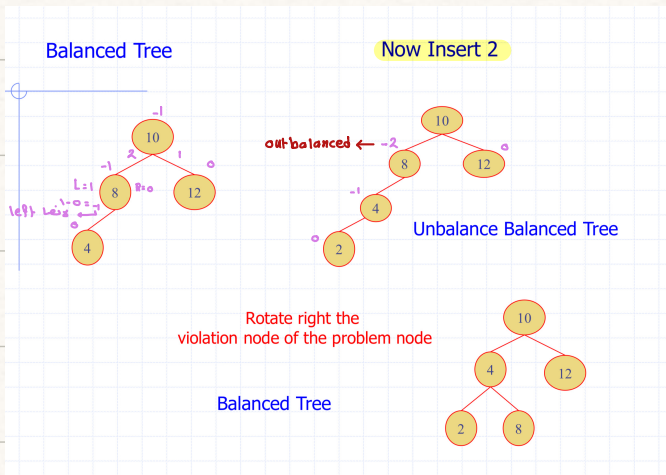 Balanced Tree
Now Insert 2
-1
10
2
1
-1
0
L=1
8
R=0
12
1-0=-1
left
0
4
10
outbalanced ← -2
0
8
12
-1
4
0
2
Unbalance Balanced Tree
Rotate right the
violation node of the problem node
10
4
12
2
8
Balanced Tree